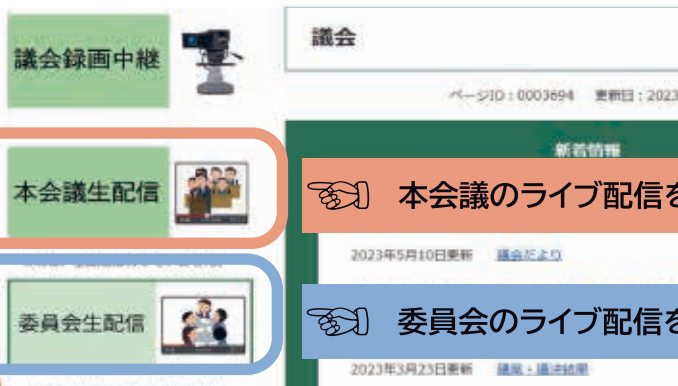 議会録画中継
本会議生配信
委員会生配信
議会
ページID：0003694　更新日：2023
新着情報
☜ 本会議のライブ配信を
2023年5月10日更新　議会だより
☜ 委員会のライブ配信を
2023年3月23日更新　議案・議決結果